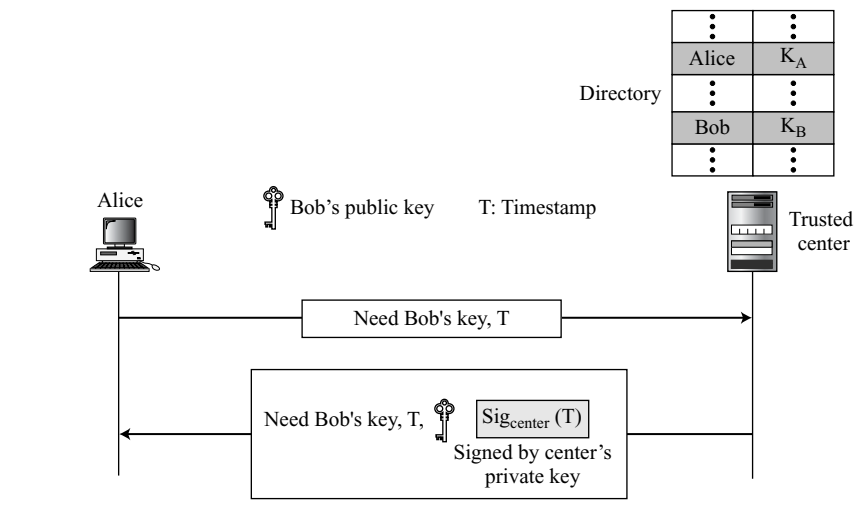 Alice K_A
Directory
Bob K_B
Alice
Bob's public key
T: Timestamp
Trusted
center
Need Bob's key, T
Need Bob's key, T,
Sig_center (T)
Signed by center's
private key